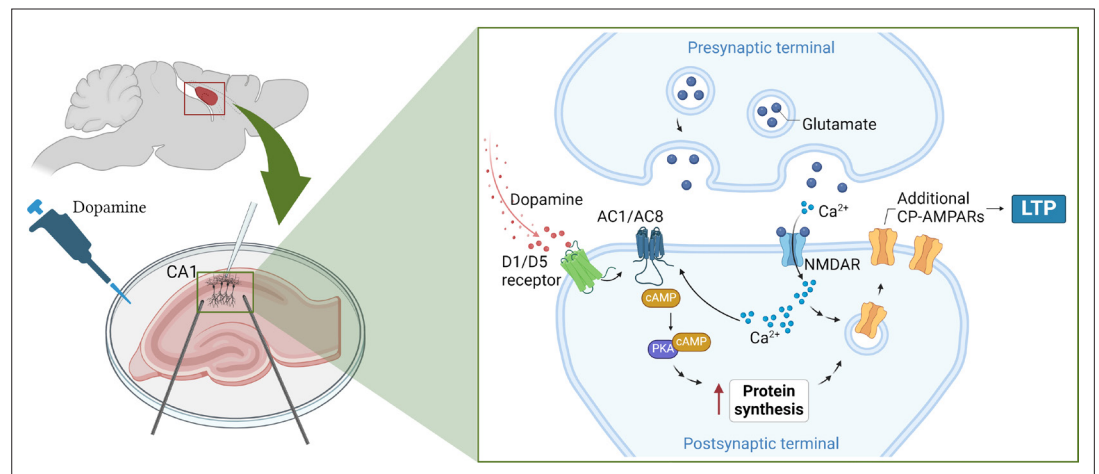 Dopamine
CA1
Presynaptic terminal
Glutamate
Dopamine
AC1/AC8
D1/D5
receptor
Ca²⁺
Additional
CP-AMPARs
LTP
NMDAR
cAMP
Ca²⁺
PKA
cAMP
Protein
synthesis
Postsynaptic terminal